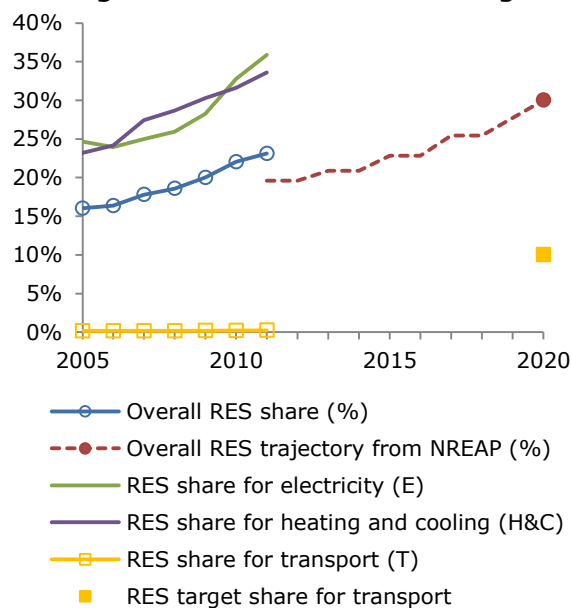 40%
35%
30%
25%
20%
15%
10%
5%
0%
2005 2010 2015 2020
Overall RES share (%)
Overall RES trajectory from NREAP (%)
RES share for electricity (E)
RES share for heating and cooling (H&C)
RES share for transport (T)
RES target share for transport